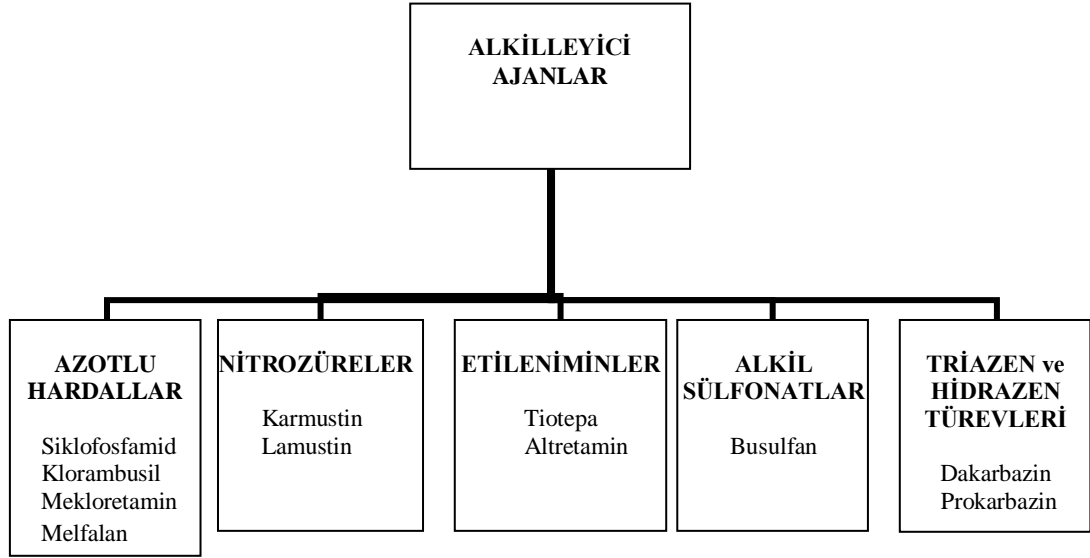 ALKİLLEYİCİ
AJANLAR
AZOTLU
HARDALLAR
Siklofosfamid
Klorambusil
Mekloretamin
Melfalan
NİTROZÜRELER
Karmustin
Lamustin
ETİLENİMİNLER
Tiotepa
Altretamin
ALKİL
SÜLFONATLAR
Busulfan
TRİAZEN ve
HİDRAZEN
TÜREVLERİ
Dakarbazin
Prokarbazin